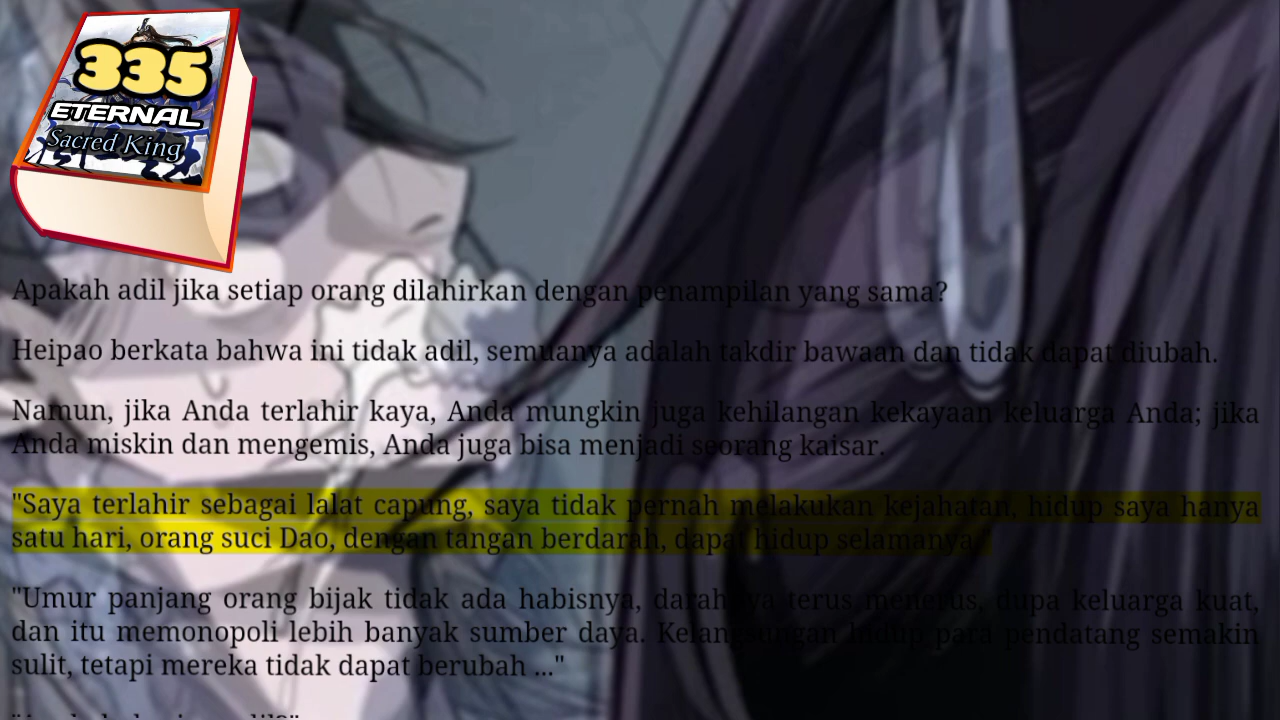 335
ETERNAL
Sacred King
Apakah adil jika setiap orang dilahirkan dengan penampilan yang sama?
Heipao berkata bahwa ini tidak adil, semuanya adalah takdir bawaan dan tidak dapat diubah.
Namun, jika Anda terlahir kaya, Anda mungkin juga kehilangan kekayaan keluarga Anda; jika
Anda miskin dan mengemis, Anda juga bisa menjadi seorang kaisar.
"Saya terlahir sebagai lalat capung, saya tidak pernah melakukan kejahatan, hidup saya hanya
satu hari, orang suci Dao, dengan tangan berdarah, dapat hidup selamanya."
"Umur panjang orang bijak tidak ada habisnya, darahnya terus menerus, dupa keluarga kuat,
dan itu memonopoli lebih banyak sumber daya. Kelangsungan hidup para pendatang semakin
sulit, tetapi mereka tidak dapat berubah ..."